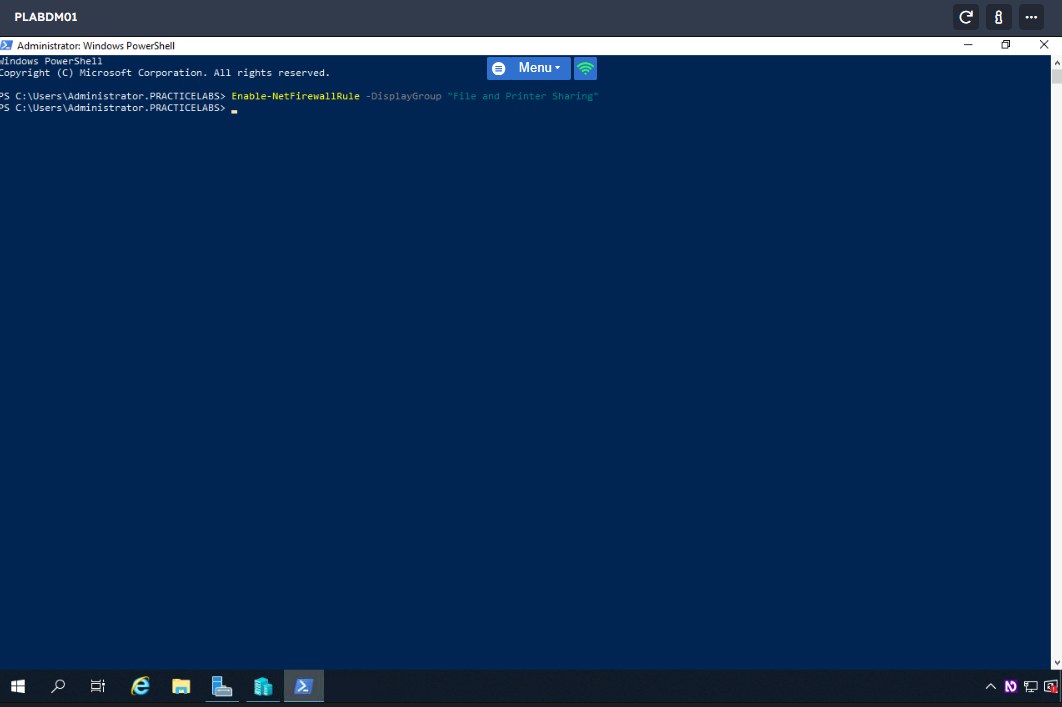 PLABDM01
Administrator: Windows PowerShell
Windows PowerShell
Copyright (C) Microsoft Corporation. All rights reserved.
Menu
PS C:\Users\Administrator.PRACTICELABS> Enable-NetFirewallRule -DisplayGroup "File and Printer Sharing"
PS C:\Users\Administrator.PRACTICELABS>